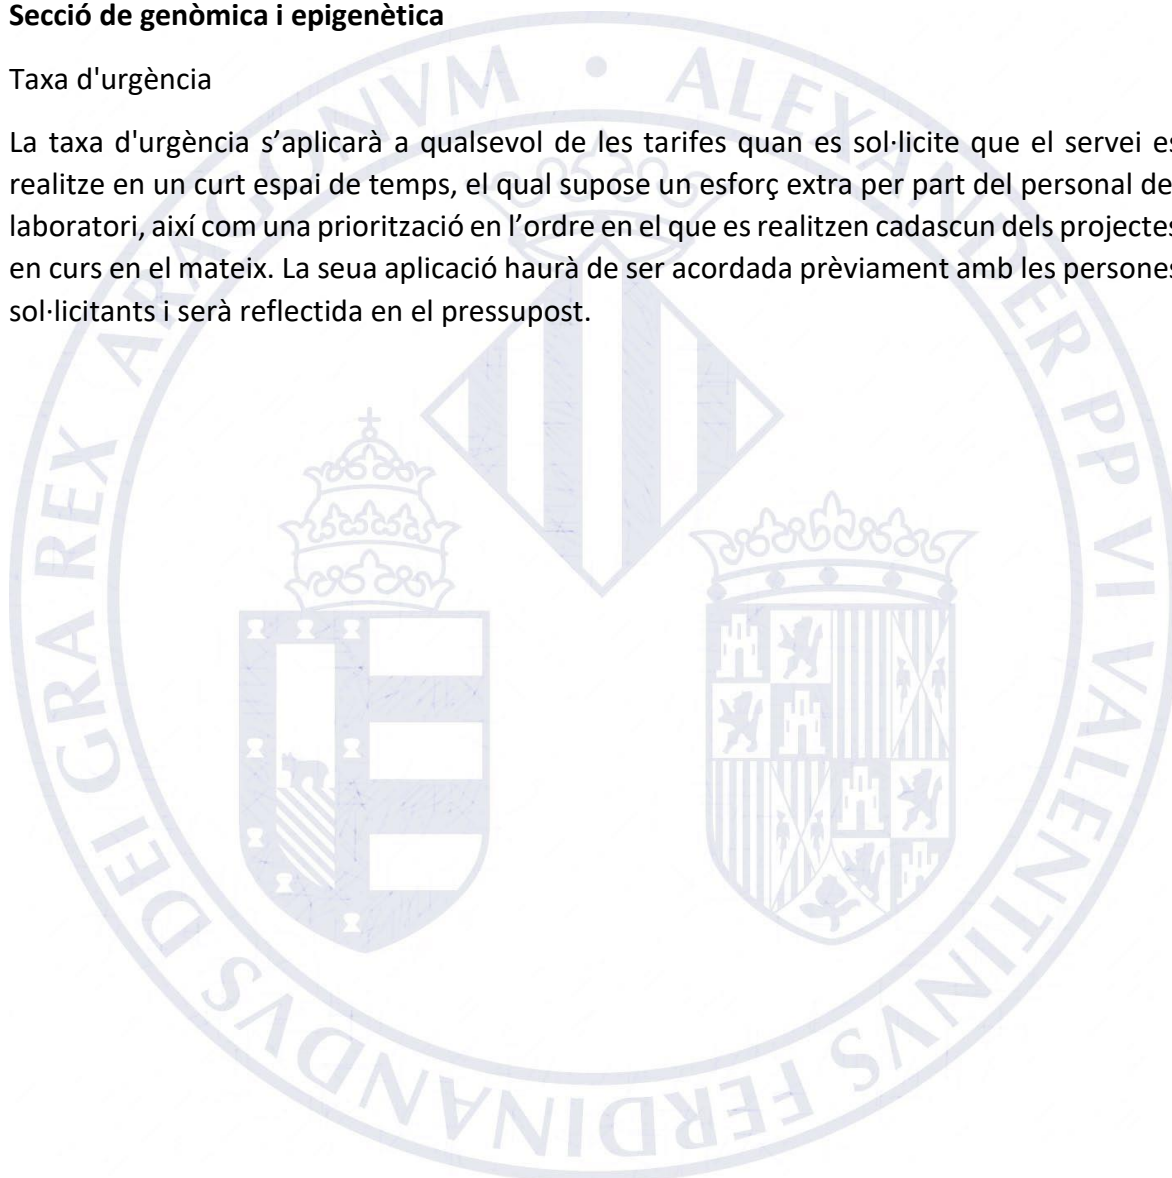 Secció de genòmica i epigenètica
Taxa d'urgència
La taxa d'urgència s’aplicarà a qualsevol de les tarifes quan es sol·licite que el servei es
realitze en un curt espai de temps, el qual supose un esforç extra per part del personal de
laboratori, així com una priorització en l’ordre en el que es realitzen cadascun dels projectes
en curs en el mateix. La seua aplicació haurà de ser acordada prèviament amb les persones
sol·licitants i serà reflectida en el pressupost.
FERDINANDVS DEI GRA REX ARAGONVM • ALEXANDER PP VI VALENTINVS